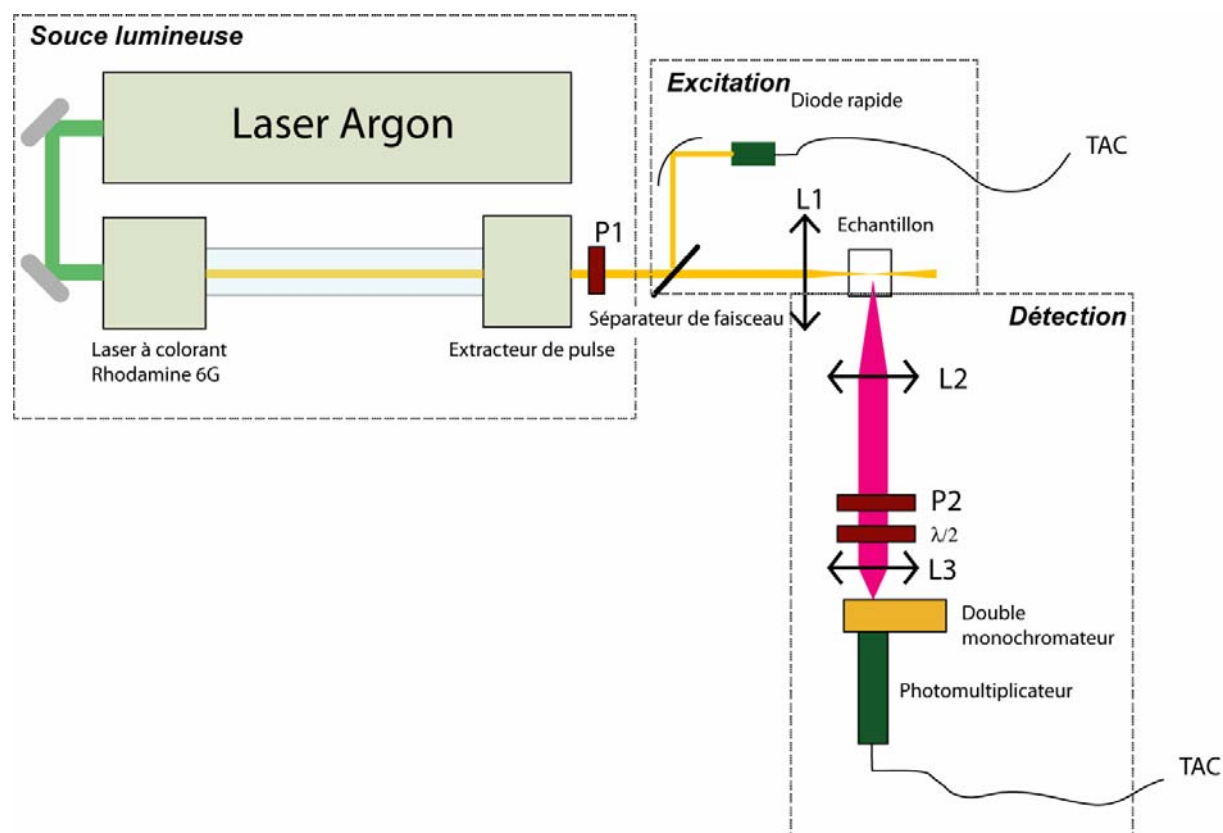 Souce lumineuse
Laser Argon
Laser à colorant
Rhodamine 6G
Extracteur de pulse
P1
Excitation
Diode rapide
TAC
L1
Echantillon
Séparateur de faisceau
Détection
L2
P2
λ/2
L3
Double
monochromateur
Photomultiplicateur
TAC